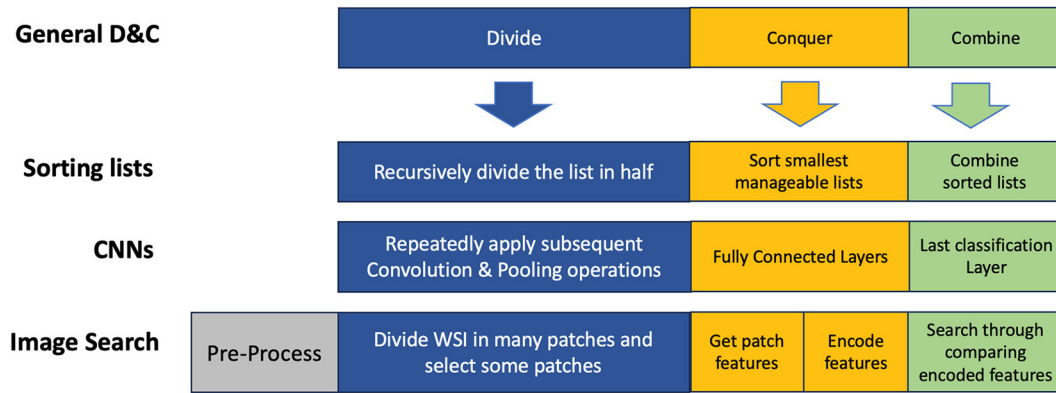 General D&C
Divide
Conquer
Combine
Sorting lists
Recursively divide the list in half
Sort smallest
manageable lists
Combine
sorted lists
CNNs
Repeatedly apply subsequent
Convolution & Pooling operations
Fully Connected Layers
Last classification
Layer
Image Search
Pre-Process
Divide WSI in many patches and
select some patches
Get patch
features
Encode
features
Search through
comparing
encoded features